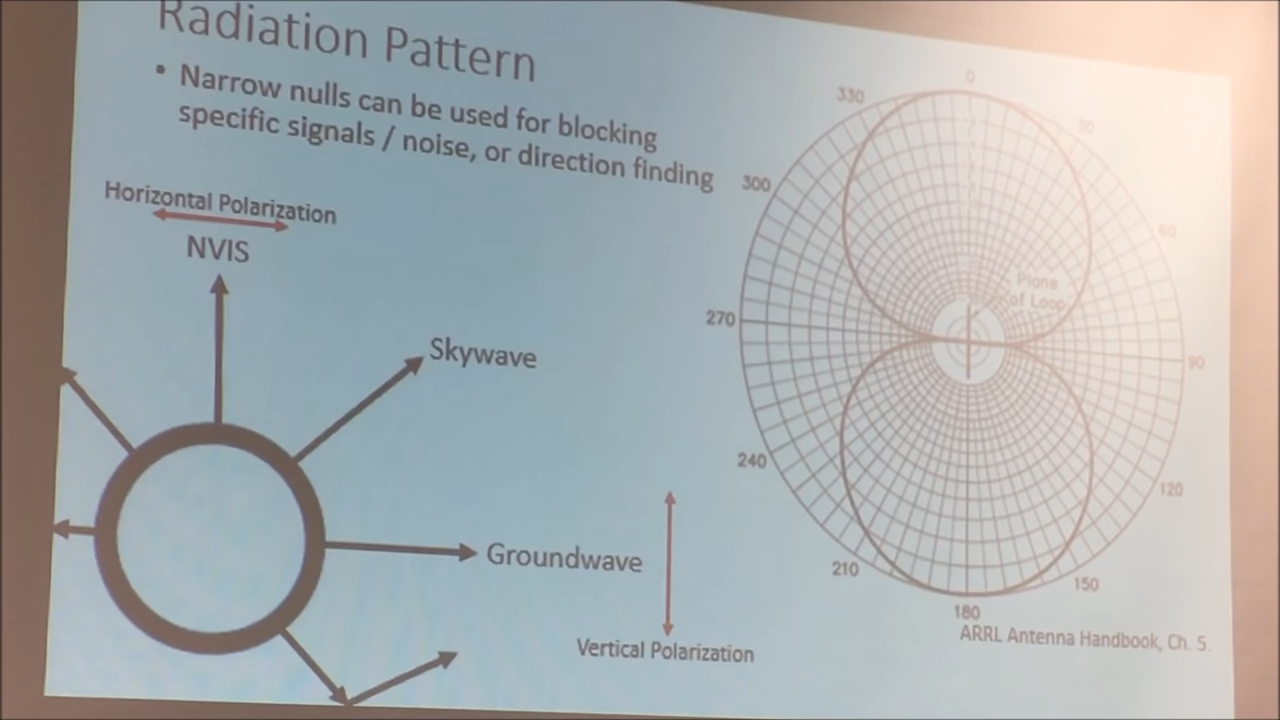 Radiation Pattern
• Narrow nulls can be used for blocking
specific signals / noise, or direction finding
Horizontal Polarization
NVIS
Skywave
Groundwave
Vertical Polarization
0
30
60
90
120
150
180
210
240
270
300
330
Plane
of Loop
ARRL Antenna Handbook, Ch. 5.